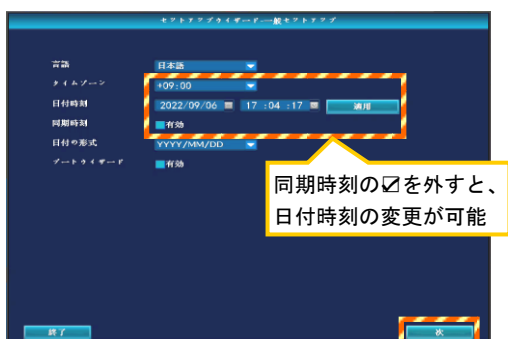 セットアップウィザード-一般セットアップ
言語 日本語
タイムゾーン +09:00
日付時刻 2022/09/06 17 :04 :17 適用
同期時刻 有効
日付の形式 YYYY/MM/DD
ブートウィザード 有効
同期時刻の☑を外すと、
日付時刻の変更が可能
終了 次